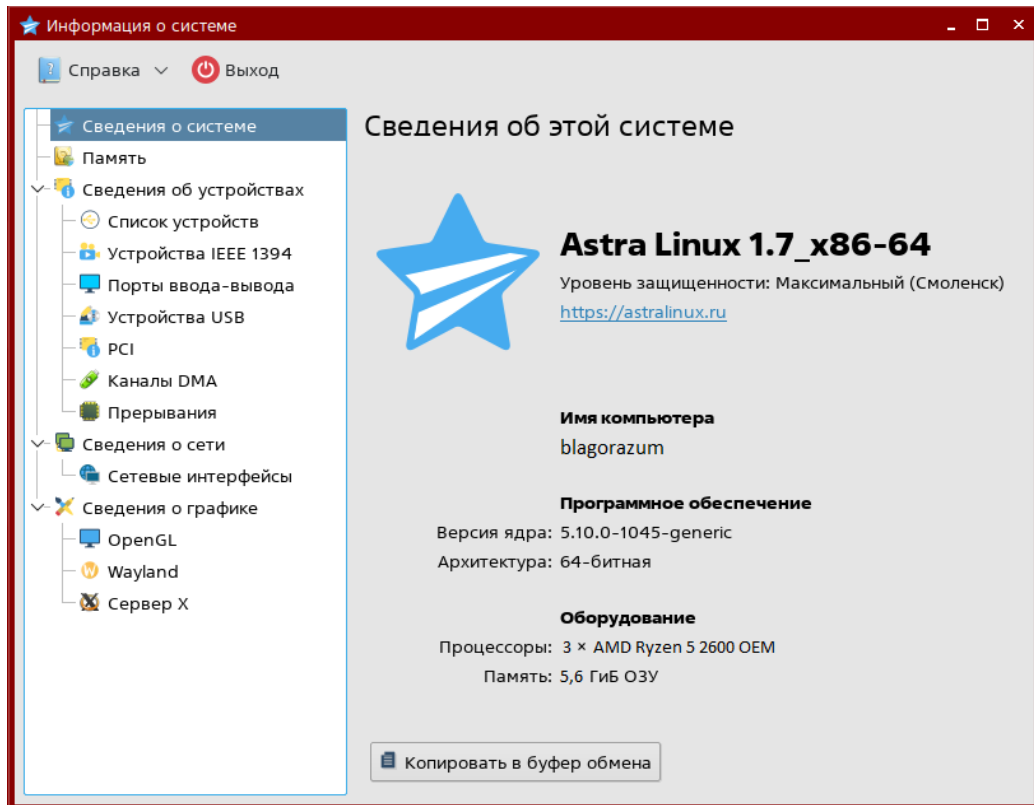 Информация о системе
Справка
Выход
Сведения о системе
Память
Сведения об устройствах
Список устройств
Устройства IEEE 1394
Порты ввода-вывода
Устройства USB
PCI
Каналы DMA
Прерывания
Сведения о сети
Сетевые интерфейсы
Сведения о графике
OpenGL
Wayland
Сервер X
Сведения об этой системе
Astra Linux 1.7_x86-64
Уровень защищенности: Максимальный (Смоленск)
https://astralinux.ru
Имя компьютера
blagorazum
Программное обеспечение
Версия ядра: 5.10.0-1045-generic
Архитектура: 64-битная
Оборудование
Процессоры: 3 × AMD Ryzen 5 2600 OEM
Память: 5,6 ГиБ ОЗУ
Копировать в буфер обмена